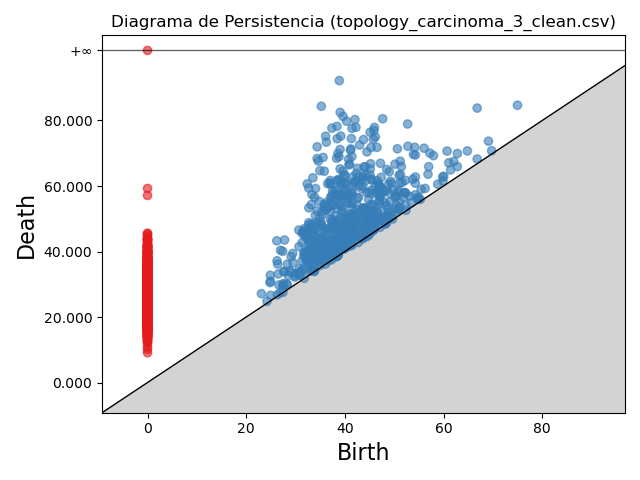 Diagrama de Persistencia (topology_carcinoma_3_clean.csv)
+∞
80.000
60.000
40.000
20.000
0.000
Death
0 20 40 60 80
Birth